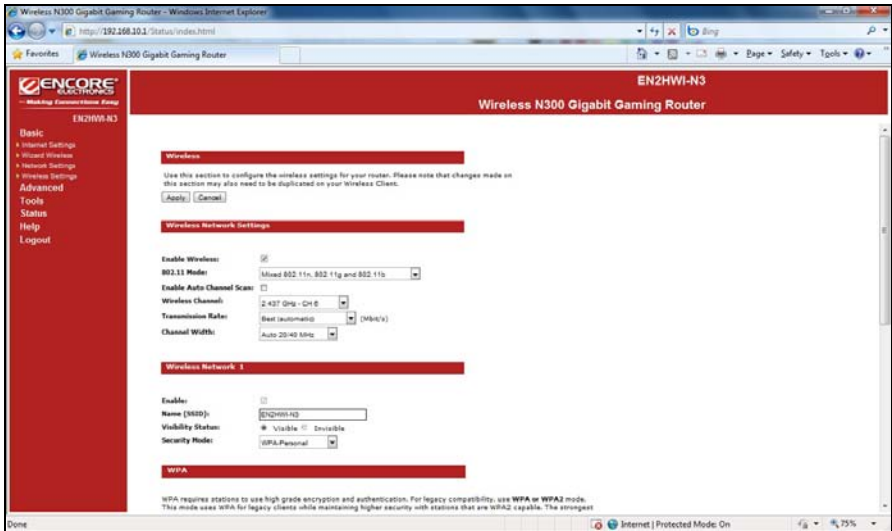 Wireless N300 Gigabit Gaming Router - Windows Internet Explorer
http://192.168.10.1/Status/index.html
Bing
Favorites
Wireless N300 Gigabit Gaming Router
Page
Safety
Tools
ENCORE
ELECTRONICS
Making Connections Easy
EN2HWI-N3
Wireless N300 Gigabit Gaming Router
EN2HWI-N3
Basic
Internet Settings
Wizard Wireless
Network Settings
Wireless Settings
Advanced
Tools
Status
Help
Logout
Wireless
Use this section to configure the wireless settings for your router. Please note that changes made on
this section may also need to be duplicated on your Wireless Client.
Apply Cancel
Wireless Network Settings
Enable Wireless:
802.11 Mode: Mixed 802.11n, 802.11g and 802.11b
Enable Auto Channel Scan:
Wireless Channel: 2.437 GHz - CH 6
Transmission Rate: Best (automatic) (Mbit/s)
Channel Width: Auto 20/40 MHz
Wireless Network 1
Enable:
Name (SSID): EN2HWI-N3
Visibility Status: Visible Invisible
Security Mode: WPA-Personal
WPA
WPA requires stations to use high grade encryption and authentication. For legacy compatibility, use WPA or WPA2 mode.
This mode uses WPA for legacy clients while maintaining higher security with stations that are WPA2 capable. The strongest
Done
Internet | Protected Mode: On
75%